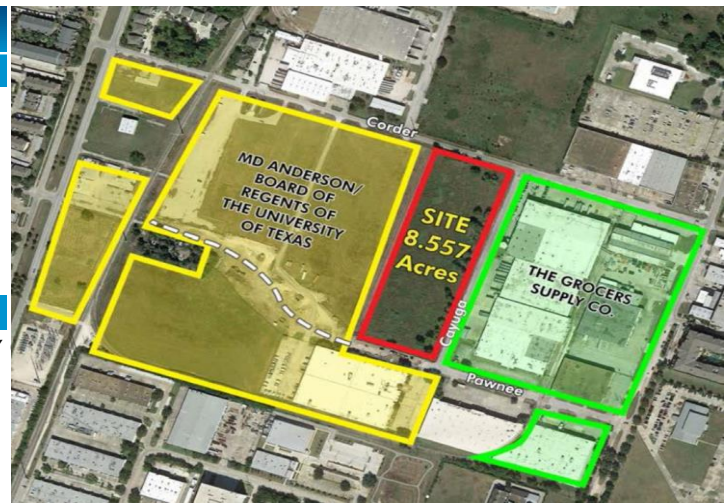 Corder
MD ANDERSON/
BOARD OF
REGENTS OF
THE UNIVERSITY
OF TEXAS
SITE
8.557
Acres
THE GROCERS
SUPPLY CO.
Cayuga
Pawnee
Y